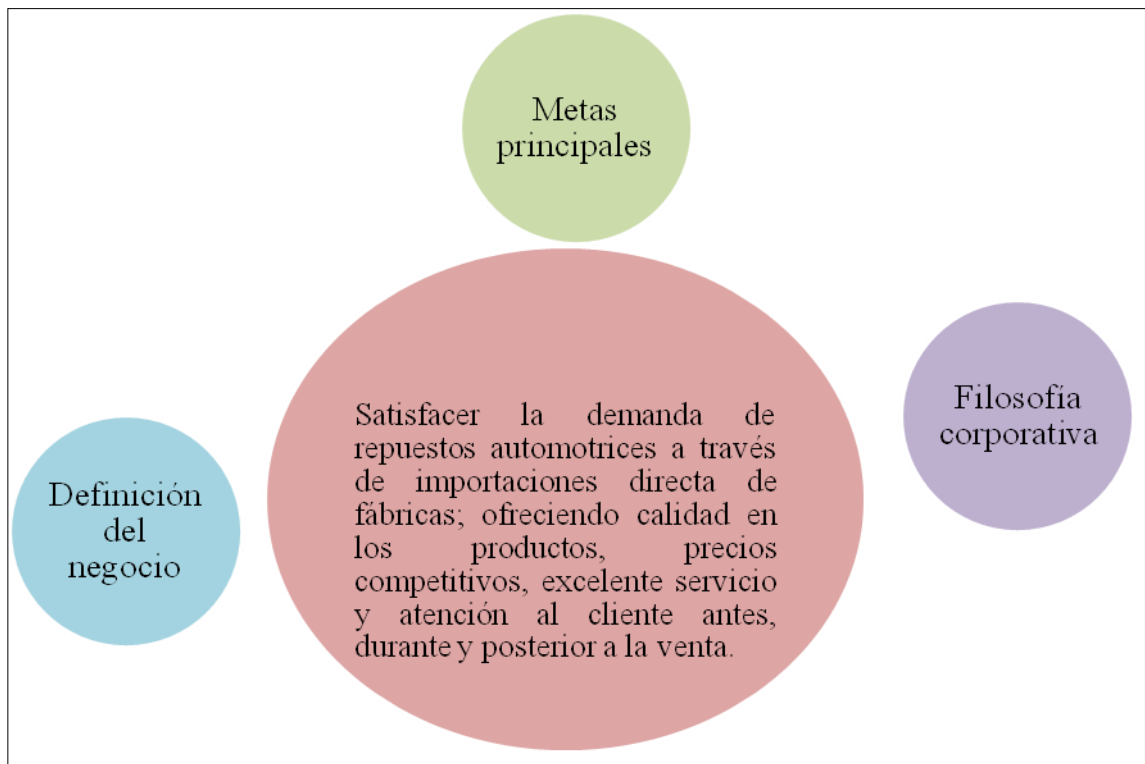 Metas
principales
Filosofía
corporativa
Satisfacer la demanda de
repuestos automotrices a través
de importaciones directa de
fábricas; ofreciendo calidad en
los productos, precios
competitivos, excelente servicio
y atención al cliente antes,
durante y posterior a la venta.
Definición
del
negocio